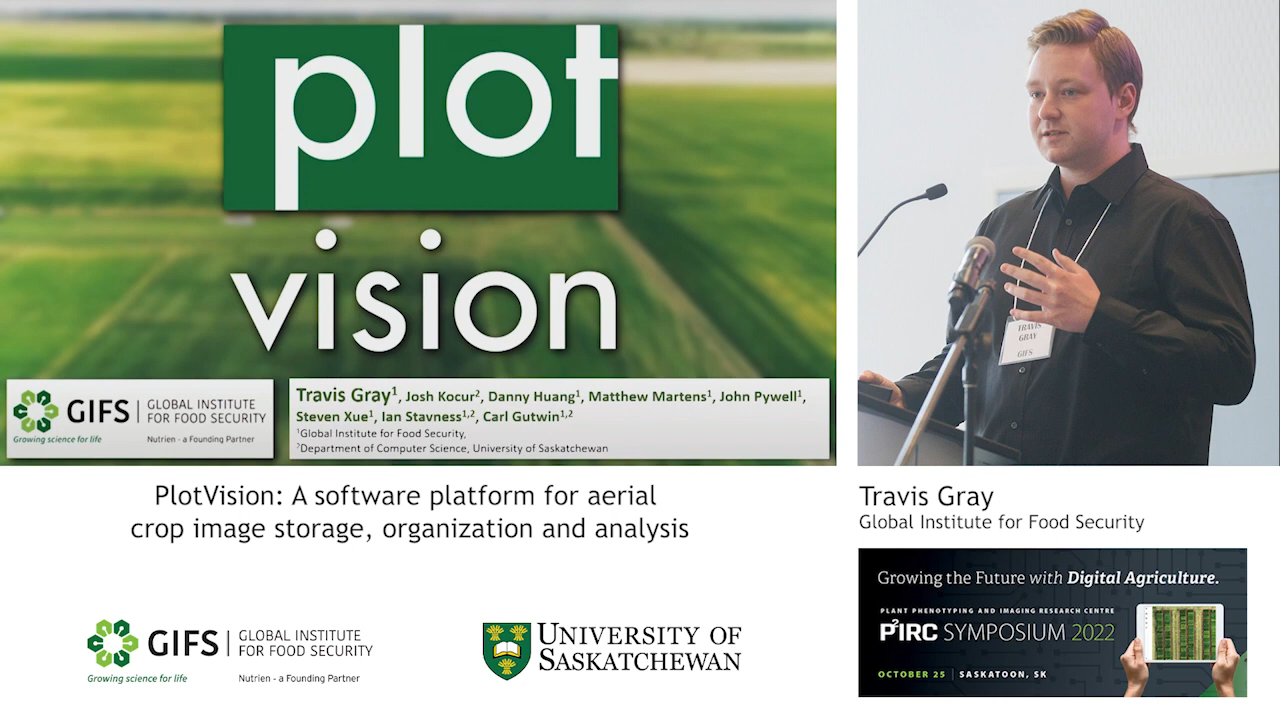 plot
vision
GIFS
GLOBAL INSTITUTE
FOR FOOD SECURITY
Growing science for life
Nutrien - a Founding Partner
Travis Gray¹, Josh Kocur², Danny Huang¹, Matthew Martens¹, John Pywell¹,
Steven Xue¹, Ian Stavness¹,², Carl Gutwin¹,²
¹Global Institute for Food Security,
²Department of Computer Science, University of Saskatchewan
TRAVIS
GRAY
GIFS
PlotVision: A software platform for aerial
crop image storage, organization and analysis
Travis Gray
Global Institute for Food Security
GIFS
GLOBAL INSTITUTE
FOR FOOD SECURITY
Growing science for life
Nutrien - a Founding Partner
UNIVERSITY OF
SASKATCHEWAN
Growing the Future with Digital Agriculture.
PLANT PHENOTYPING AND IMAGING RESEARCH CENTRE
P²IRC SYMPOSIUM 2022
OCTOBER 25 | SASKATOON, SK